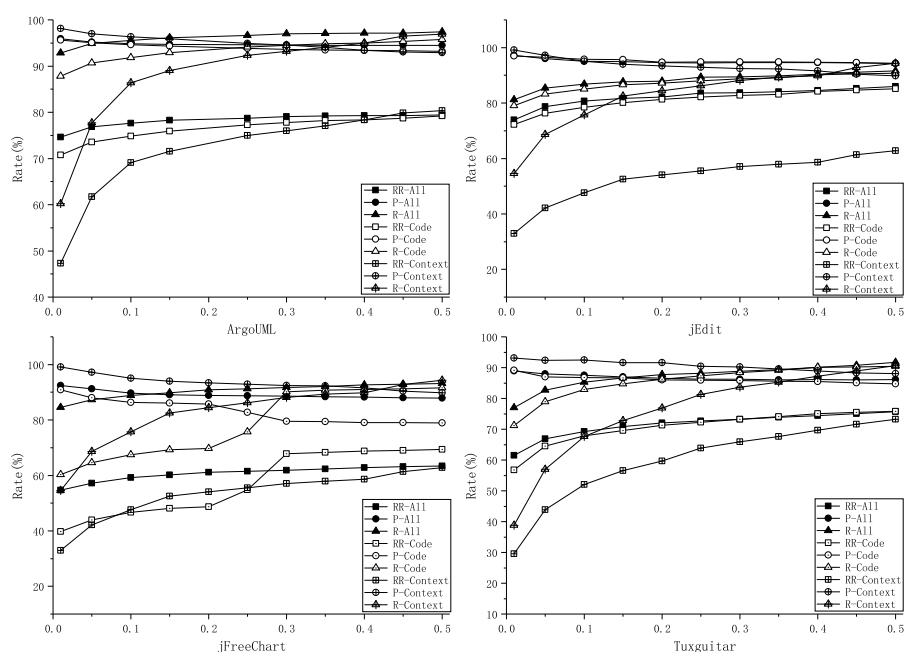 100
90
80
70
60
50
40
Rate(%)
RR-All
P-All
R-All
RR-Code
P-Code
R-Code
RR-Context
P-Context
R-Context
0.0 0.1 0.2 0.3 0.4 0.5
ArgoUML
110
100
80
60
40
20
Rate(%)
RR-All
P-All
R-All
RR-Code
P-Code
R-Code
RR-Context
P-Context
R-Context
0.0 0.1 0.2 0.3 0.4 0.5
jEdit
110
100
80
60
40
20
Rate(%)
RR-All
P-All
R-All
RR-Code
P-Code
R-Code
RR-Context
P-Context
R-Context
0.0 0.1 0.2 0.3 0.4 0.5
jFreeChart
100
90
80
70
60
50
40
30
20
10
Rate(%)
RR-All
P-All
R-All
RR-Code
P-Code
R-Code
RR-Context
P-Context
R-Context
0.0 0.1 0.2 0.3 0.4 0.5
Tuxguitar